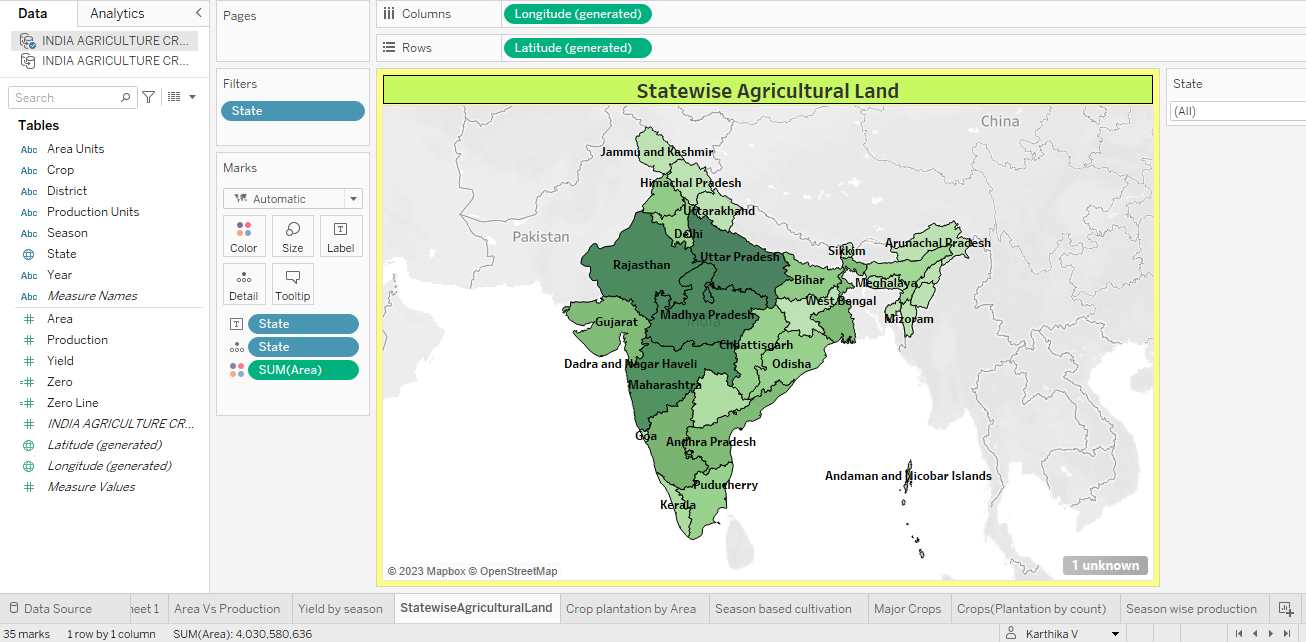 Data
Analytics
INDIA AGRICULTURE CR...
INDIA AGRICULTURE CR...
Search
Tables
Abc Area Units
Abc Crop
Abc District
Abc Production Units
Abc Season
State
Abc Year
Abc Measure Names
Area
Production
Yield
Zero
Zero Line
INDIA AGRICULTURE CR...
Latitude (generated)
Longitude (generated)
Measure Values
Pages
Filters
State
Marks
Automatic
Color
Size
Label
Detail
Tooltip
State
State
SUM(Area)
Columns
Longitude (generated)
Rows
Latitude (generated)
Statewise Agricultural Land
China
Jammu and Kashmir
Himachal Pradesh
Uttarakhand
Pakistan
Delhi
Sikkim
Arunachal Pradesh
Uttar Pradesh
Rajasthan
Bihar
Meghalaya
West Bengal
Madhya Pradesh
India
Gujarat
Mizoram
Chhattisgarh
Dadra and Nagar Haveli
Odisha
Maharashtra
Goa
Andhra Pradesh
Andaman and Nicobar Islands
Puducherry
Kerala
© 2023 Mapbox © OpenStreetMap
1 unknown
State
(All)
Data Source
eet 1
Area Vs Production
Yield by season
StatewiseAgriculturalLand
Crop plantation by Area
Season based cultivation
Major Crops
Crops(Plantation by count)
Season wise production
35 marks
1 row by 1 column
SUM(Area): 4,030,580,636
Karthika V